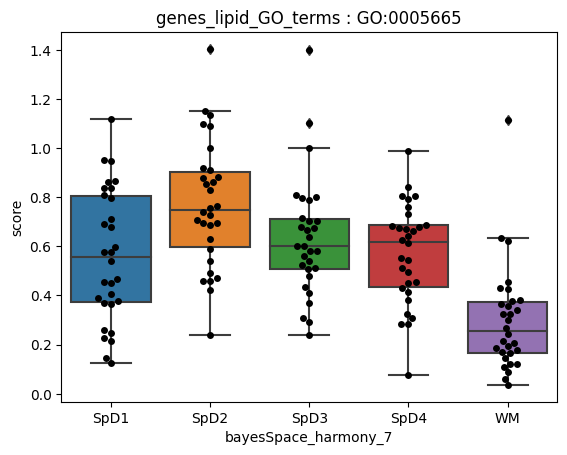 genes_lipid_GO_terms : GO:0005665
score
1.4
1.2
1.0
0.8
0.6
0.4
0.2
0.0
SpD1 SpD2 SpD3 SpD4 WM
bayesSpace_harmony_7